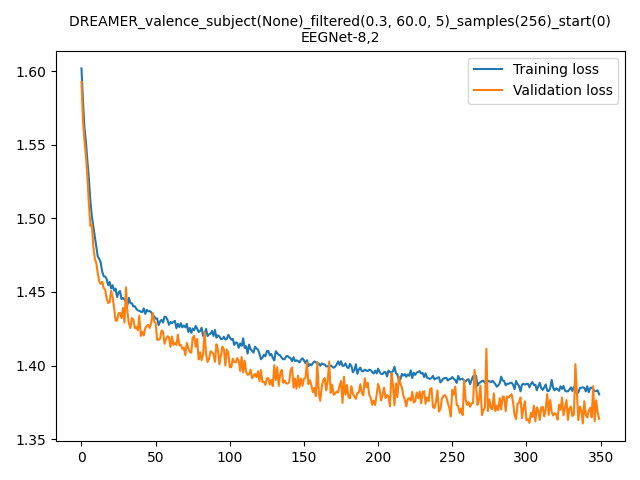 DREAMER_valence_subject(None)_filtered(0.3, 60.0, 5)_samples(256)_start(0)
EEGNet-8,2
Training loss
Validation loss
1.60
1.55
1.50
1.45
1.40
1.35
0 50 100 150 200 250 300 350